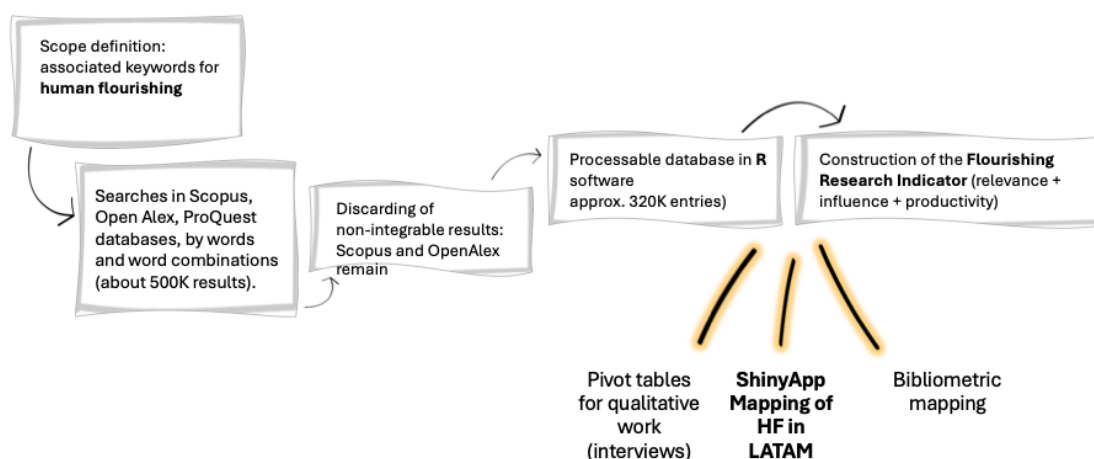 Scope definition:
associated keywords for
human flourishing
Searches in Scopus,
Open Alex, ProQuest
databases, by words
and word combinations
(about 500K results).
Discarding of
non-integrable results:
Scopus and OpenAlex
remain
Processable database in R
software
approx. 320K entries)
Construction of the Flourishing
Research Indicator (relevance +
influence + productivity)
Pivot tables
for qualitative
work
(interviews)
ShinyApp
Mapping of
HF in
LATAM
Bibliometric
mapping